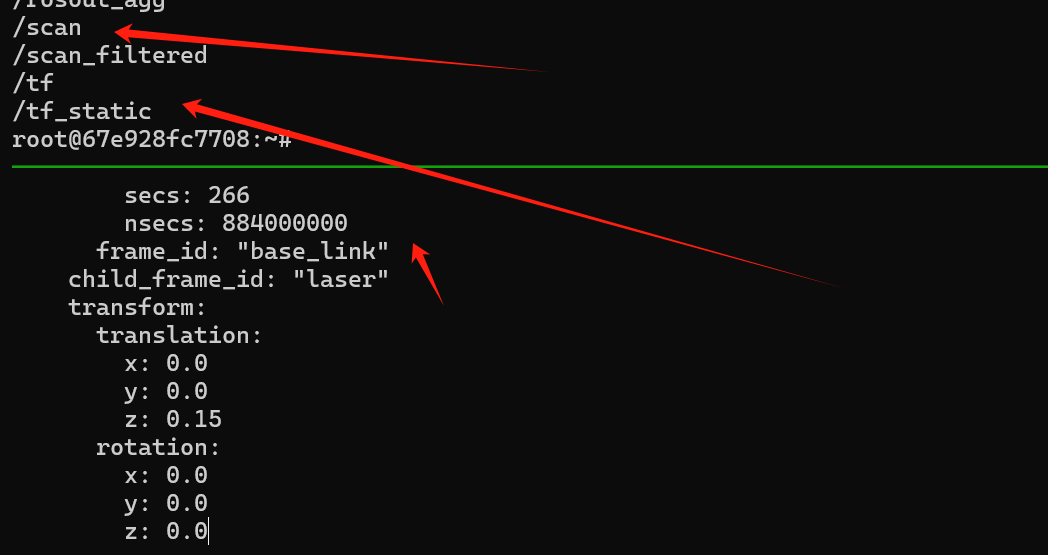 /rosout_agg
/scan
/scan_filtered
/tf
/tf_static
root@67e928fc7708:~#
secs: 266
nsecs: 884000000
frame_id: "base_link"
child_frame_id: "laser"
transform:
translation:
x: 0.0
y: 0.0
z: 0.15
rotation:
x: 0.0
y: 0.0
z: 0.0